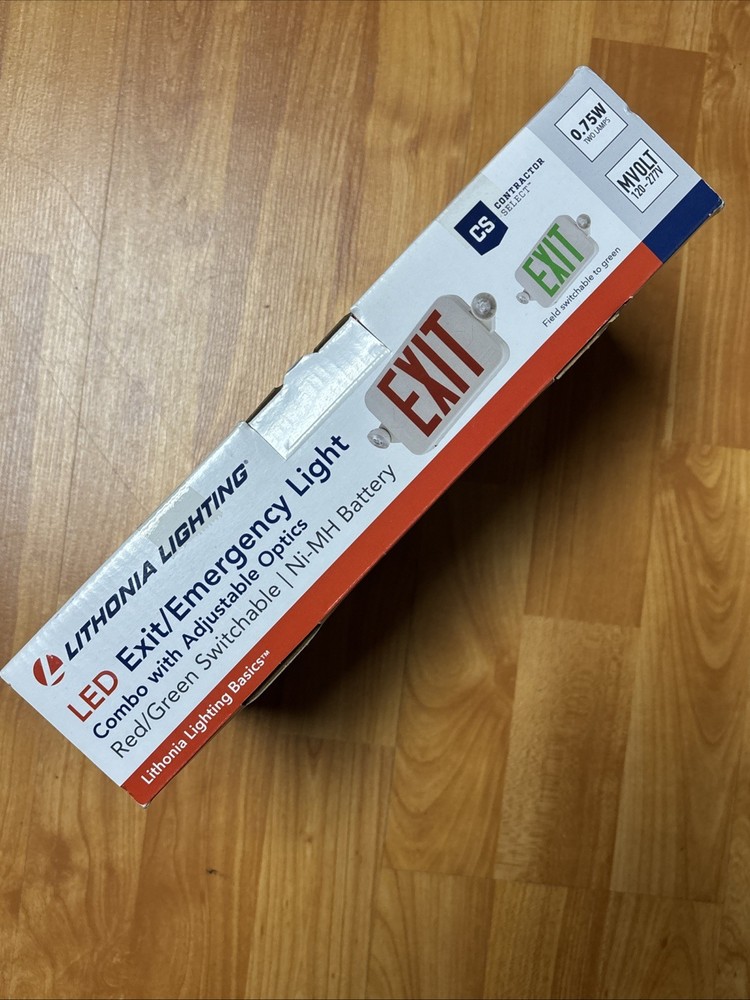 LITHONIA LIGHTING®
LED Exit/Emergency Light
Combo with Adjustable Optics
Red/Green Switchable | Ni-MH Battery
Lithonia Lighting Basics™
EXIT
CS
CONTRACTOR
SELECT™
EXIT
Field switchable to green
0.75W
TWO LAMPS
MVOLT
120-277V